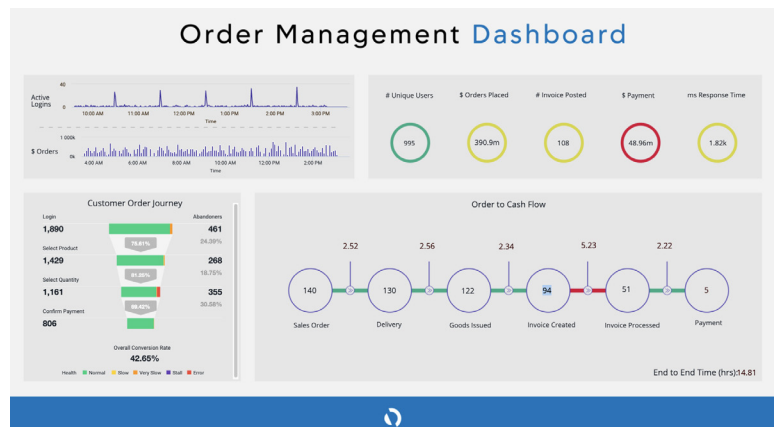 Order Management Dashboard
40
Active
Logins
0
10:00 AM 11:00 AM 12:00 PM 1:00 PM 2:00 PM 3:00 PM
Time
1 000k
$ Orders
0k
4:00 AM 6:00 AM 8:00 AM 10:00 AM 12:00 PM 2:00 PM
Time
# Unique Users $ Orders Placed # Invoice Posted $ Payment ms Response Time
995 390.9m 108 48.96m 1.82k
Customer Order Journey
Login Abandoners
1,890 461
24.39%
Select Product
1,429 268
18.75%
Select Quantity
1,161 355
30.58%
Confirm Payment
806
Overall Conversion Rate
42.65%
Health: Normal Slow Very Slow Stall Error
Order to Cash Flow
2.52 2.56 2.34 5.23 2.22
140 130 122 94 51 5
Sales Order Delivery Goods Issued Invoice Created Invoice Processed Payment
End to End Time (hrs):14.81